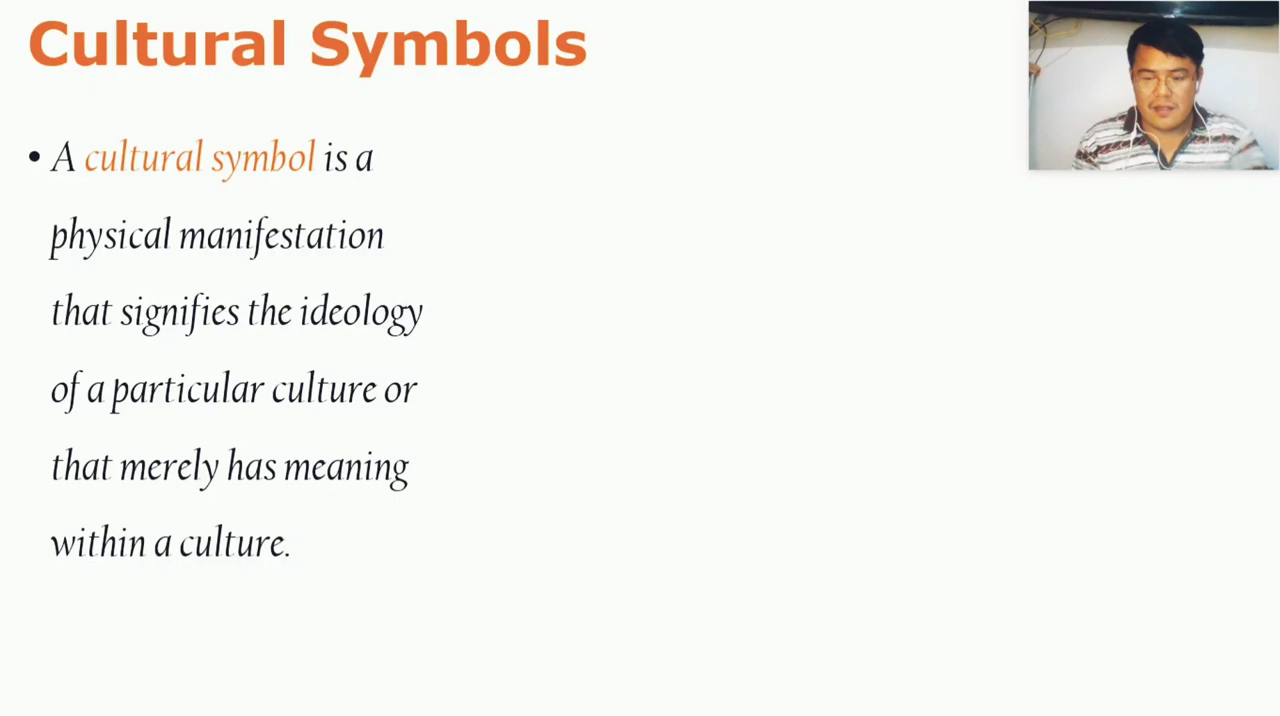 Cultural Symbols
• A cultural symbol is a
physical manifestation
that signifies the ideology
of a particular culture or
that merely has meaning
within a culture.